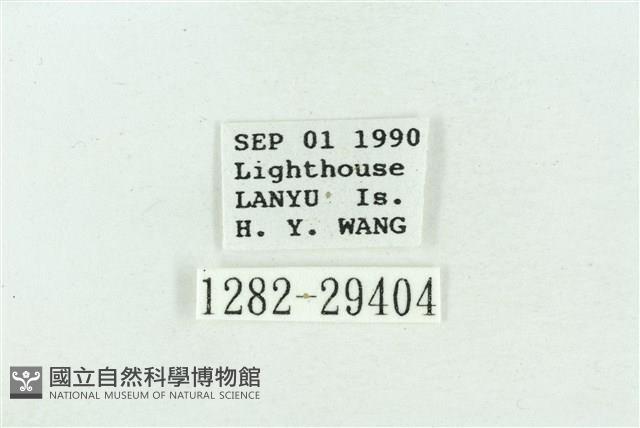 SEP 01 1990
Lighthouse
LANYU Is.
H. Y. WANG
1282-29404
國立自然科學博物館
NATIONAL MUSEUM OF NATURAL SCIENCE